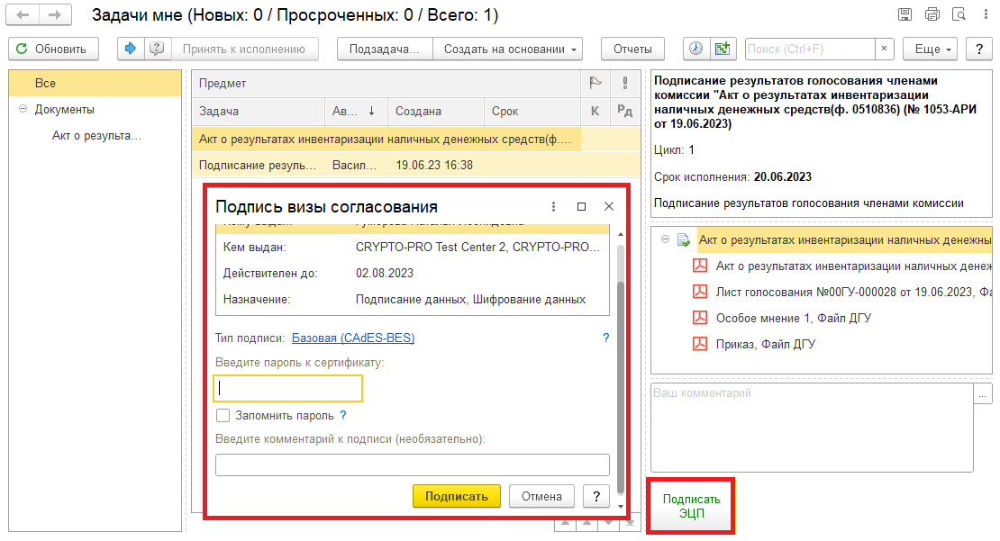 Задачи мне (Новых: 0 / Просроченных: 0 / Всего: 1)
Обновить
?
Принять к исполнению
Подзадача...
Создать на основании
Отчеты
Поиск (Ctrl+F)
×
Еще
?
Все
Документы
Акт о результа...
Предмет
Задача
Ав... ↓
Создана
Срок
К
Рд
Акт о результатах инвентаризации наличных денежных средств(ф....
Подписание резуль...
Васил...
19.06.23 16:38
Подпись визы согласования
Кем выдан:
CRYPTO-PRO Test Center 2, CRYPTO-PRO...
Действителен до:
02.08.2023
Назначение:
Подписание данных, Шифрование данных
Тип подписи: Базовая (CAdES-BES)
?
Введите пароль к сертификату:
Запомнить пароль ?
Введите комментарий к подписи (необязательно):
Подписать
Отмена
?
Подписание результатов голосования членами
комиссии "Акт о результатах инвентаризации
наличных денежных средств(ф. 0510836) (№ 1053-АРИ
от 19.06.2023)
Цикл: 1
Срок исполнения: 20.06.2023
Подписание результатов голосования членами комиссии
Акт о результатах инвентаризации наличных денежны
Акт о результатах инвентаризации наличных денеж
Лист голосования №00ГУ-000028 от 19.06.2023, Фа
Особое мнение 1, Файл ДГУ
Приказ, Файл ДГУ
Ваш комментарий
...
Подписать
ЭЦП